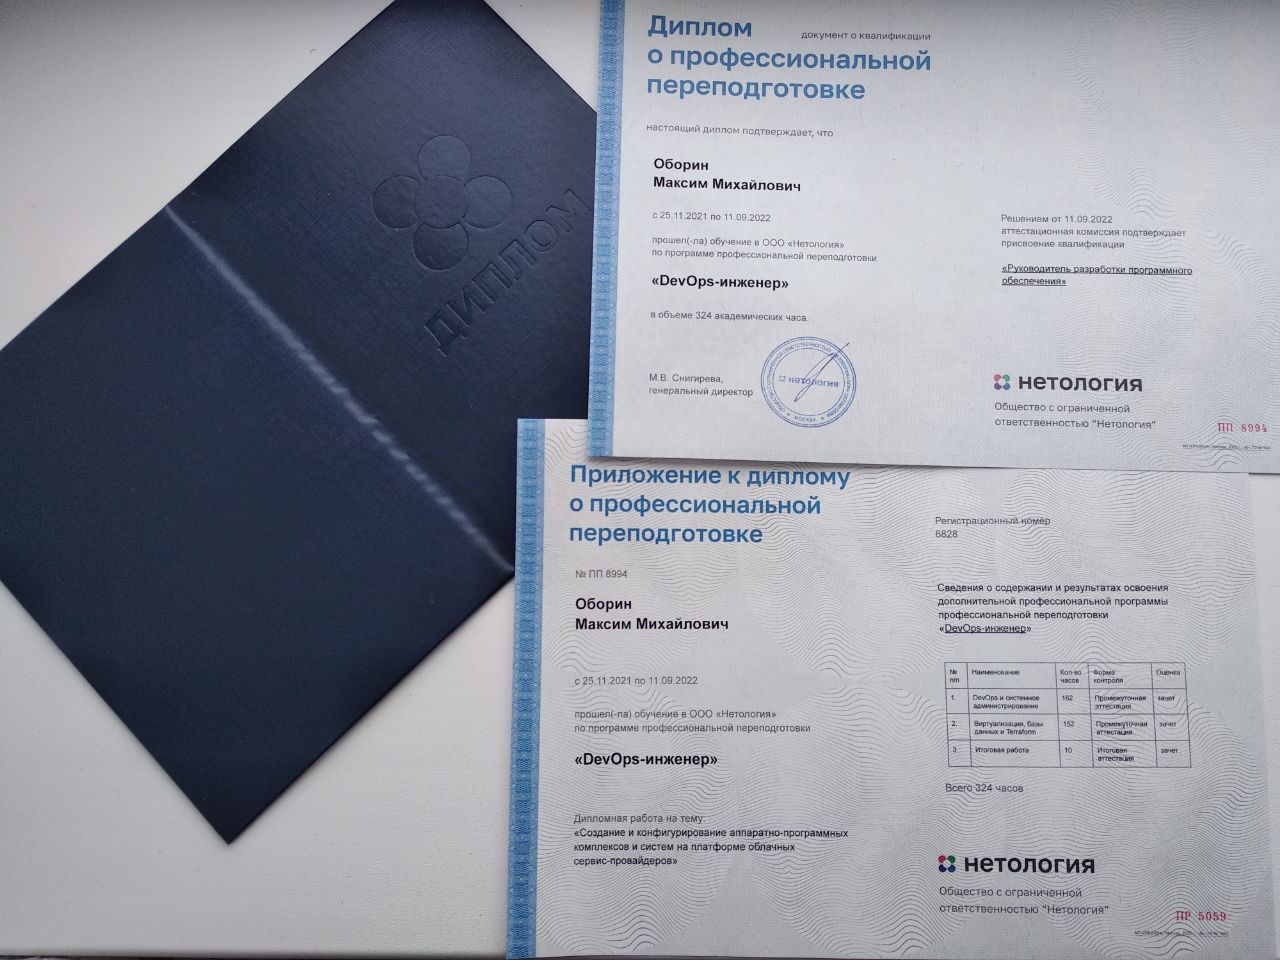 ДИПЛОМ
Диплом
документ о квалификации
о профессиональной
переподготовке
настоящий диплом подтверждает, что
Оборин
Максим Михайлович
с 25.11.2021 по 11.09.2022
прошел(-ла) обучение в ООО «Нетология»
по программе профессиональной переподготовки
«DevOps-инженер»
в объеме 324 академических часа.
М.В. Снигирева,
генеральный директор
нетология
МОСКВА
Решением от 11.09.2022
аттестационная комиссия подтверждает
присвоение квалификации
«Руководитель разработки программного
обеспечения»
нетология
Общество с ограниченной
ответственностью "Нетология"
ПП 8994
Приложение к диплому
о профессиональной
переподготовке
№ ПП 8994
Оборин
Максим Михайлович
с 25.11.2021 по 11.09.2022
прошел(-ла) обучение в ООО «Нетология»
по программе профессиональной переподготовки
«DevOps-инженер»
Дипломная работа на тему:
«Создание и конфигурирование аппаратно-программных
комплексов и систем на платформе облачных
сервис-провайдеров»
Регистрационный номер
6828
Сведения о содержании и результатах освоения
дополнительной профессиональной программы
профессиональной переподготовки
«DevOps-инженер»
№ Наименование Кол-во Форма Оценка
п/п часов контроля
1. DevOps и системное 162 Промежуточная зачет
администрирование аттестация
2. Виртуализация, базы 152 Промежуточная зачет
данных и Terraform аттестация
3 Итоговая работа 10 Итоговая зачет
аттестация
Всего 324 часов
нетология
Общество с ограниченной
ответственностью "Нетология"
ПР 5059